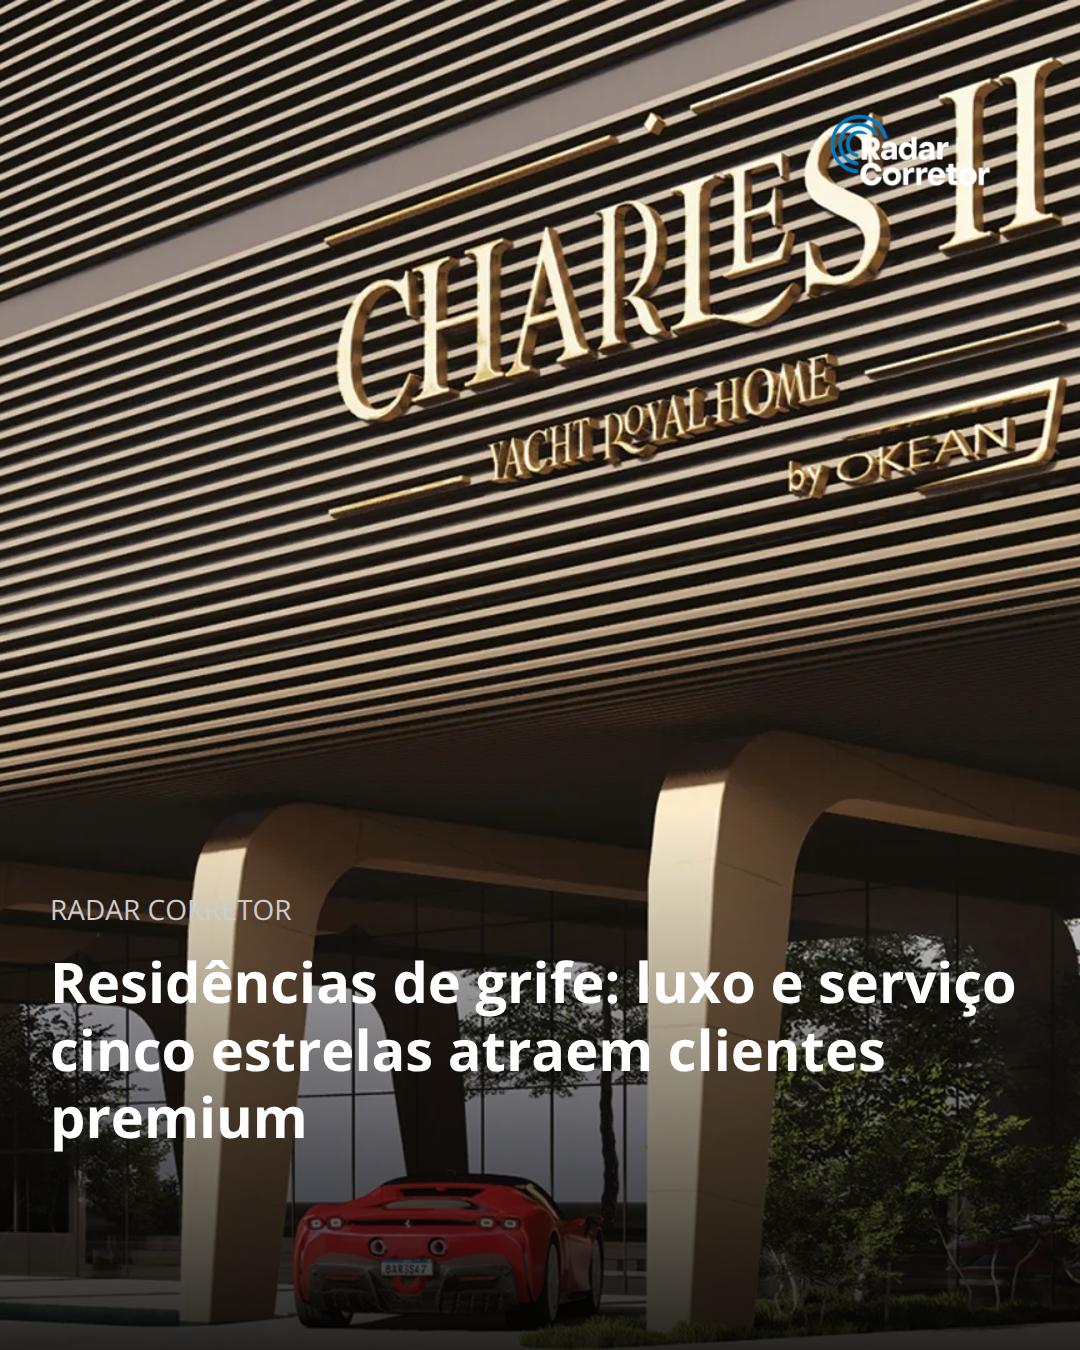 Radar
Corretor
CHARLES II
YACHT ROYAL HOME
by OKEAN
RADAR CORRETOR
Residências de grife: luxo e serviço
cinco estrelas atraem clientes
premium